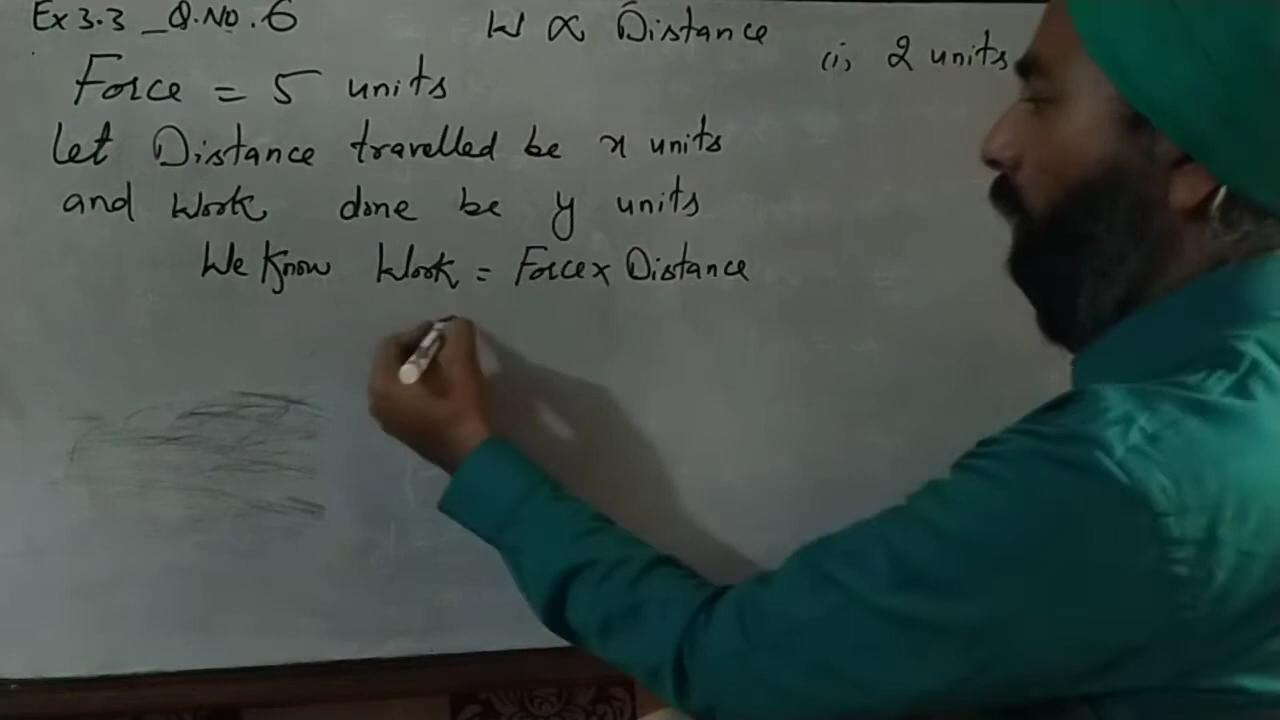 Ex 3.3 _Q.No.6
W ∝ Distance
(i) 2 units
Force = 5 units
Let Distance travelled be x units
and Work done be y units
We Know Work = Force x Distance